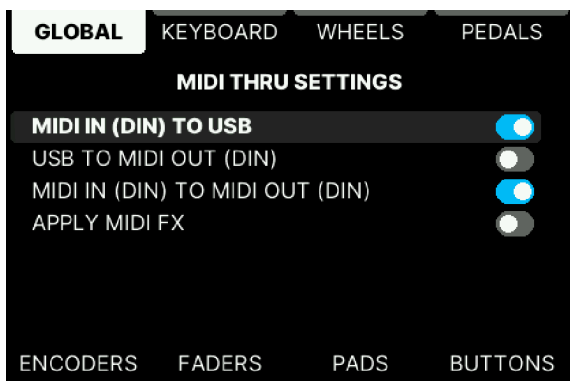 GLOBAL KEYBOARD WHEELS PEDALS
MIDI THRU SETTINGS
MIDI IN (DIN) TO USB
USB TO MIDI OUT (DIN)
MIDI IN (DIN) TO MIDI OUT (DIN)
APPLY MIDI FX
ENCODERS FADERS PADS BUTTONS